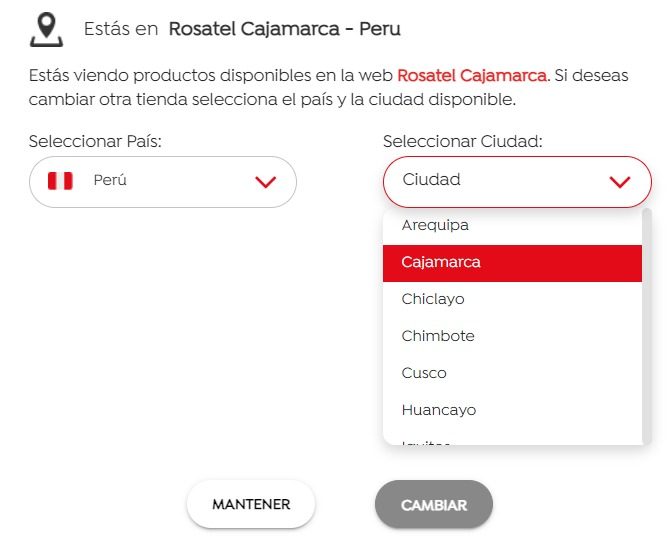 Estás en Rosatel Cajamarca - Peru
Estás viendo productos disponibles en la web Rosatel Cajamarca. Si deseas
cambiar otra tienda selecciona el país y la ciudad disponible.
Seleccionar País:
Seleccionar Ciudad:
Perú
Ciudad
Arequipa
Cajamarca
Chiclayo
Chimbote
Cusco
Huancayo
MANTENER
CAMBIAR